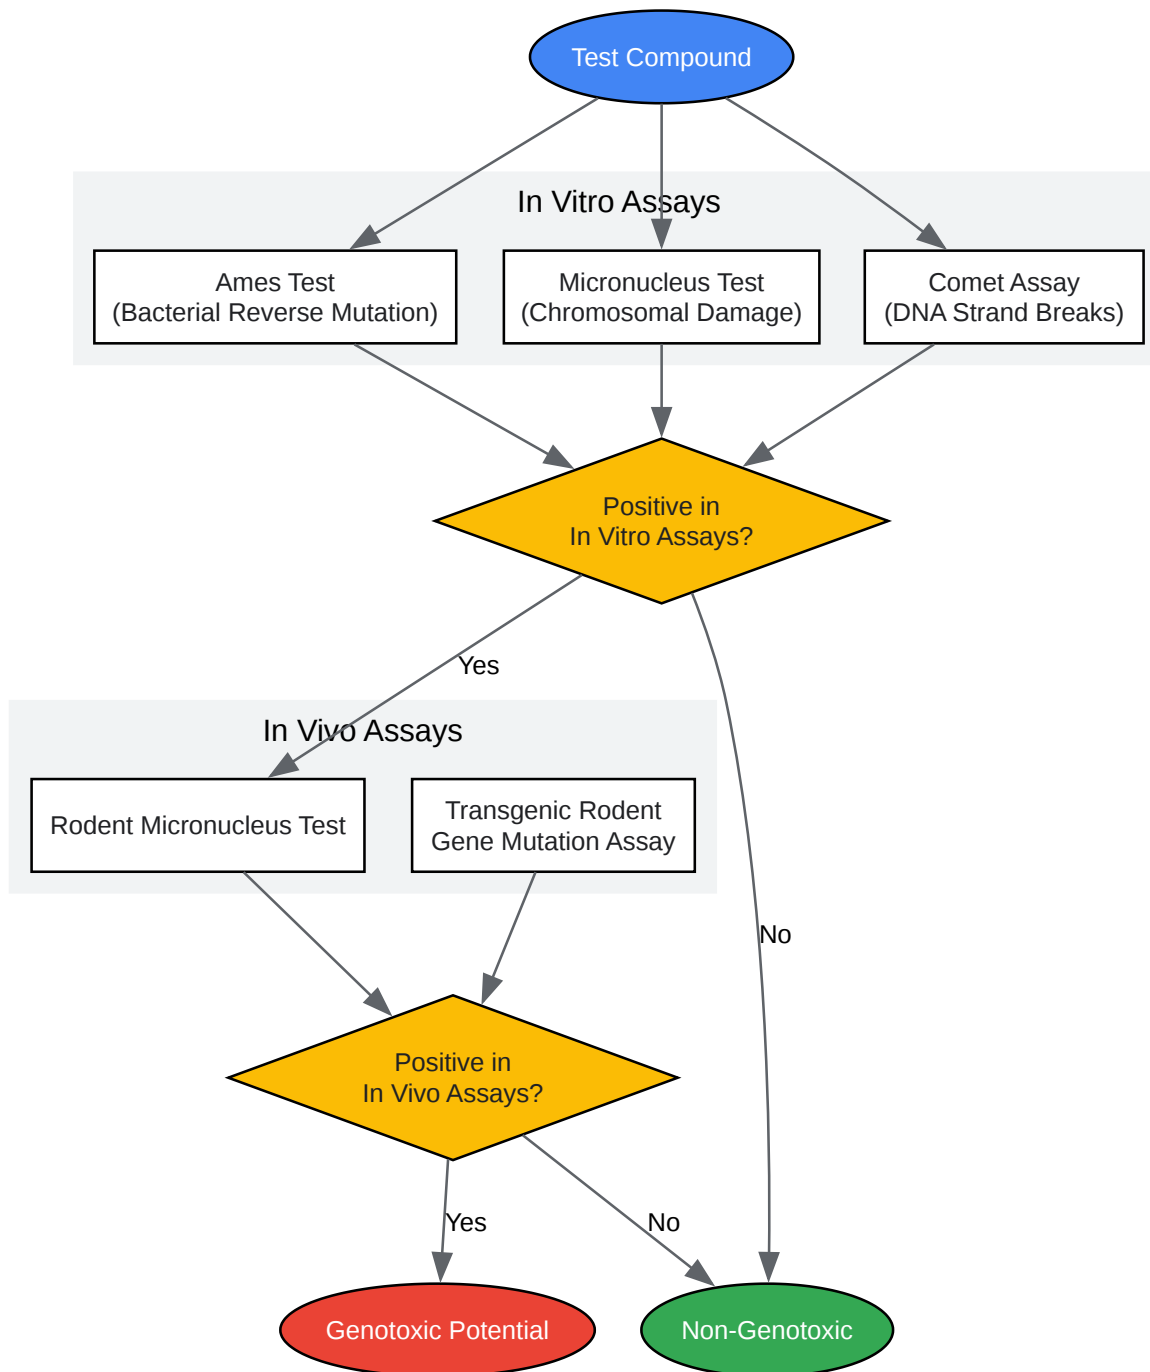 Test Compound
In Vitro Assays
Ames Test
(Bacterial Reverse Mutation)
Micronucleus Test
(Chromosomal Damage)
Comet Assay
(DNA Strand Breaks)
Positive in
In Vitro Assays?
Yes
In Vivo Assays
Rodent Micronucleus Test
Transgenic Rodent
Gene Mutation Assay
No
Positive in
In Vivo Assays?
Yes
No
Genotoxic Potential
Non-Genotoxic